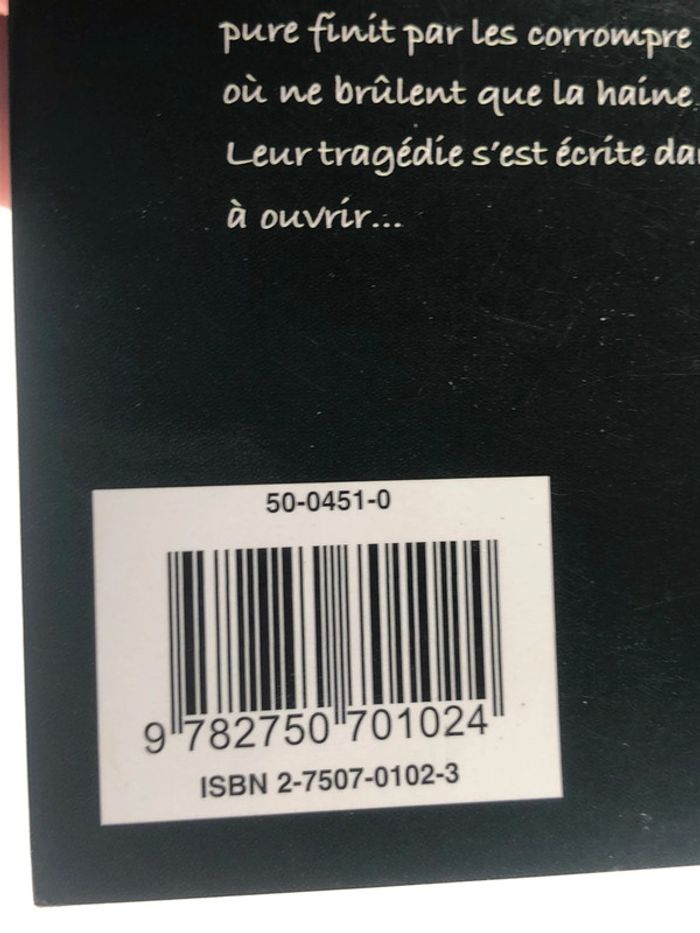 pure finit par les corrompre
où ne brûlent que la haine
Leur tragédie s'est écrite
à ouvrir...
50-0451-0
9 782750 701024
ISBN 2-7507-0102-3